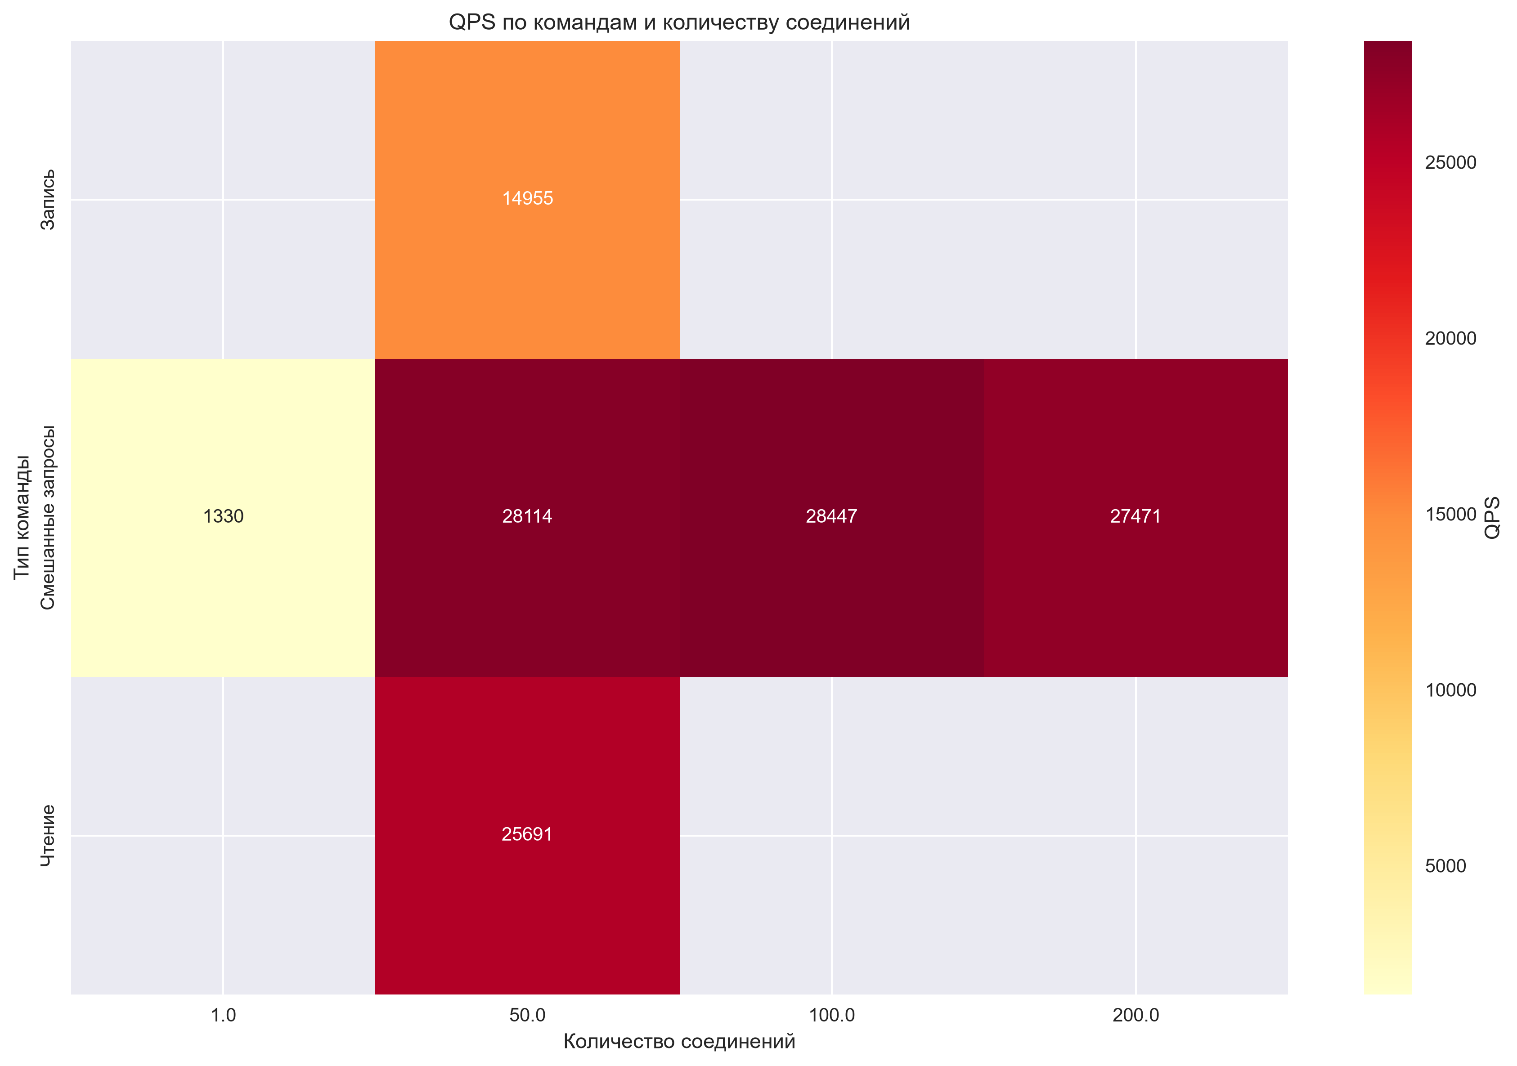 QPS по командам и количеству соединений
Запись
14955
Тип команды
Смешанные запросы
1330
28114
28447
27471
Чтение
25691
1.0
50.0
100.0
200.0
Количество соединений
25000
20000
15000
10000
5000
QPS